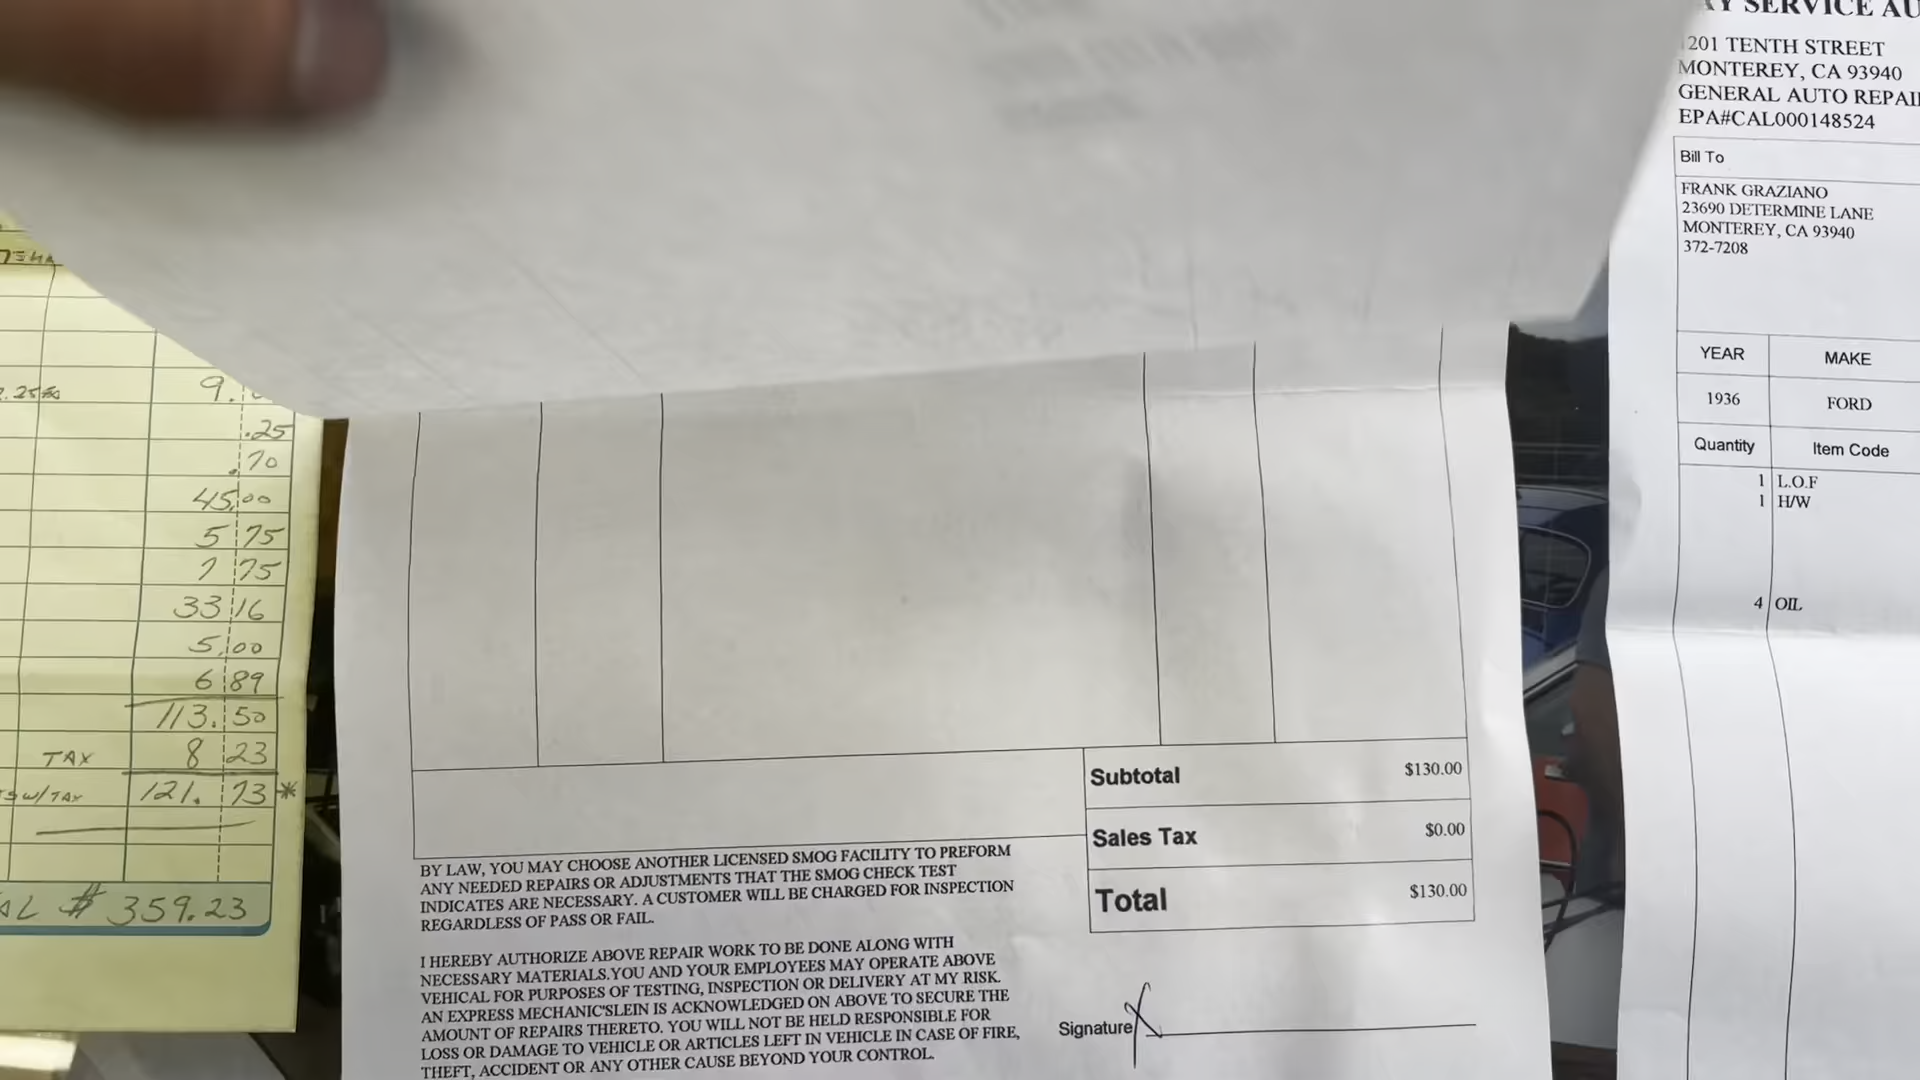 9.
.25
.70
45.00
5 75
7 75
33 16
5.00
6 89
113.50
TAX 8 23
W/TAX 121.73 *
$ 359.23
Subtotal $130.00
Sales Tax $0.00
Total $130.00
BY LAW, YOU MAY CHOOSE ANOTHER LICENSED SMOG FACILITY TO PREFORM
ANY NEEDED REPAIRS OR ADJUSTMENTS THAT THE SMOG CHECK TEST
INDICATES ARE NECESSARY. A CUSTOMER WILL BE CHARGED FOR INSPECTION
REGARDLESS OF PASS OR FAIL.
I HEREBY AUTHORIZE ABOVE REPAIR WORK TO BE DONE ALONG WITH
NECESSARY MATERIALS.YOU AND YOUR EMPLOYEES MAY OPERATE ABOVE
VEHICAL FOR PURPOSES OF TESTING, INSPECTION OR DELIVERY AT MY RISK.
AN EXPRESS MECHANIC'SLEIN IS ACKNOWLEDGED ON ABOVE TO SECURE THE
AMOUNT OF REPAIRS THERETO. YOU WILL NOT BE HELD RESPONSIBLE FOR
LOSS OR DAMAGE TO VEHICLE OR ARTICLES LEFT IN VEHICLE IN CASE OF FIRE,
THEFT, ACCIDENT OR ANY OTHER CAUSE BEYOND YOUR CONTROL.
Signature X
SERVICE AU
201 TENTH STREET
MONTEREY, CA 93940
GENERAL AUTO REPAI
EPA#CAL000148524
Bill To
FRANK GRAZIANO
23690 DETERMINE LANE
MONTEREY, CA 93940
372-7208
YEAR MAKE
1936 FORD
Quantity Item Code
1 L.O.F
1 H/W
4 OIL